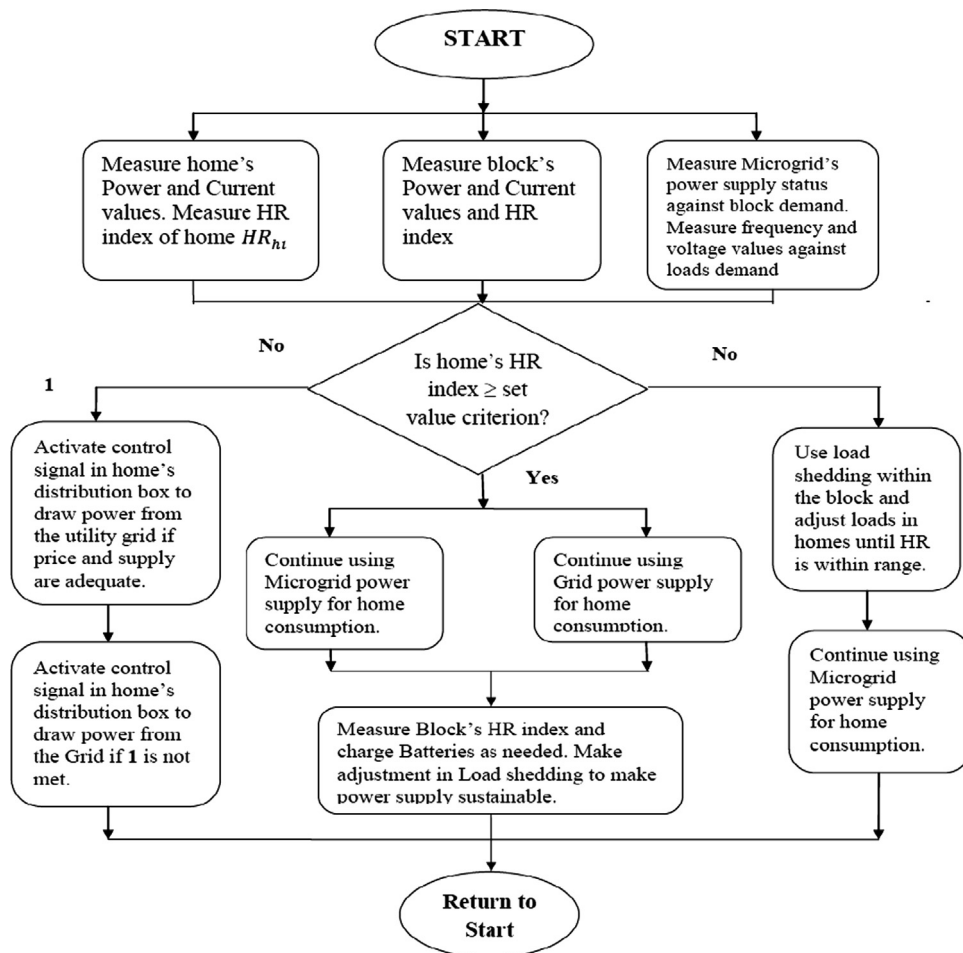 START
Measure home's
Power and Current
values. Measure HR
index of home HR_hi
Measure block's
Power and Current
values and HR
index
Measure Microgrid's
power supply status
against block demand.
Measure frequency and
voltage values against
loads demand
No
Is home's HR
index ≥ set
value criterion?
No
1
Activate control
signal in home's
distribution box to
draw power from
the utility grid if
price and supply
are adequate.
Yes
Use load
shedding within
the block and
adjust loads in
homes until HR
is within range.
Continue using
Microgrid power
supply for home
consumption.
Continue using
Grid power supply
for home
consumption.
Activate control
signal in home's
distribution box to
draw power from
the Grid if 1 is not
met.
Measure Block's HR index and
charge Batteries as needed. Make
adjustment in Load shedding to make
power supply sustainable.
Continue using
Microgrid
power supply
for home
consumption.
Return to
Start